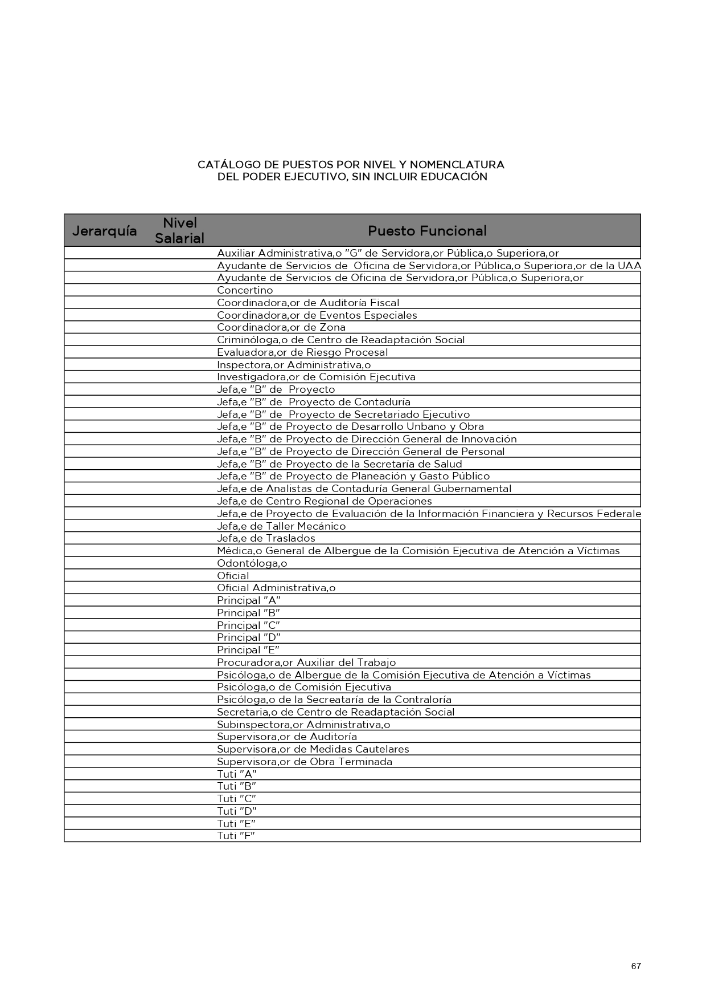 CATÁLOGO DE PUESTOS POR NIVEL Y NOMENCLATURA
DEL PODER EJECUTIVO, SIN INCLUIR EDUCACIÓN
Jerarquía Nivel Salarial Puesto Funcional
Auxiliar Administrativa,o "G" de Servidora,or Pública,o Superiora,or
Ayudante de Servicios de  Oficina de Servidora,or Pública,o Superiora,or de la UAA
Ayudante de Servicios de Oficina de Servidora,or Pública,o Superiora,or
Concertino
Coordinadora,or de Auditoría Fiscal
Coordinadora,or de Eventos Especiales
Coordinadora,or de Zona
Criminóloga,o de Centro de Readaptación Social
Evaluadora,or de Riesgo Procesal
Inspectora,or Administrativa,o
Investigadora,or de Comisión Ejecutiva
Jefa,e "B" de  Proyecto
Jefa,e "B" de  Proyecto de Contaduría
Jefa,e "B" de  Proyecto de Secretariado Ejecutivo
Jefa,e "B" de Proyecto de Desarrollo Unbano y Obra
Jefa,e "B" de Proyecto de Dirección General de Innovación
Jefa,e "B" de Proyecto de Dirección General de Personal
Jefa,e "B" de Proyecto de la Secretaría de Salud
Jefa,e "B" de Proyecto de Planeación y Gasto Público
Jefa,e de Analistas de Contaduría General Gubernamental
Jefa,e de Centro Regional de Operaciones
Jefa,e de Proyecto de Evaluación de la Información Financiera y Recursos Federale
Jefa,e de Taller Mecánico
Jefa,e de Traslados
Médica,o General de Albergue de la Comisión Ejecutiva de Atención a Víctimas
Odontóloga,o
Oficial
Oficial Administrativa,o
Principal "A"
Principal "B"
Principal "C"
Principal "D"
Principal "E"
Procuradora,or Auxiliar del Trabajo
Psicóloga,o de Albergue de la Comisión Ejecutiva de Atención a Víctimas
Psicóloga,o de Comisión Ejecutiva
Psicóloga,o de la Secreataría de la Contraloría
Secretaria,o de Centro de Readaptación Social
Subinspectora,or Administrativa,o
Supervisora,or de Auditoría
Supervisora,or de Medidas Cautelares
Supervisora,or de Obra Terminada
Tuti "A"
Tuti "B"
Tuti "C"
Tuti "D"
Tuti "E"
Tuti "F"
67